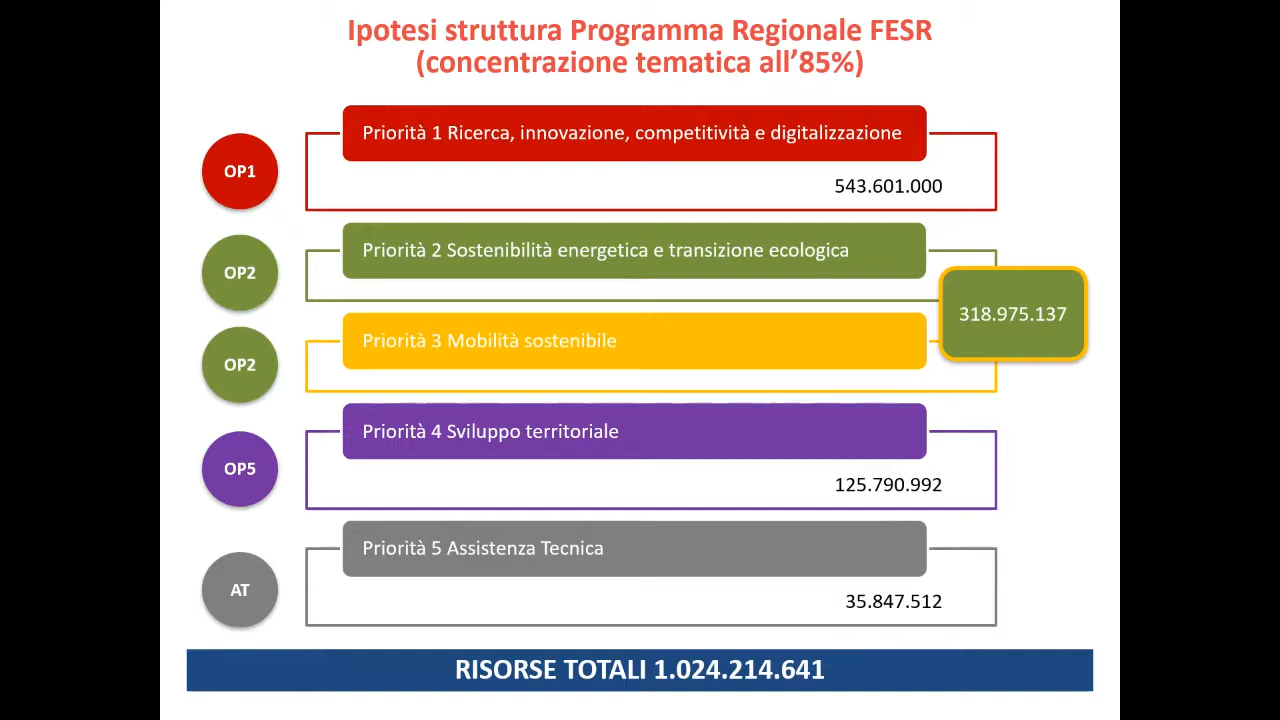 Ipotesi struttura Programma Regionale FESR
(concentrazione tematica all’85%)
OP1
Priorità 1 Ricerca, innovazione, competitività e digitalizzazione
543.601.000
OP2
Priorità 2 Sostenibilità energetica e transizione ecologica
318.975.137
OP2
Priorità 3 Mobilità sostenibile
OP5
Priorità 4 Sviluppo territoriale
125.790.992
AT
Priorità 5 Assistenza Tecnica
35.847.512
RISORSE TOTALI 1.024.214.641